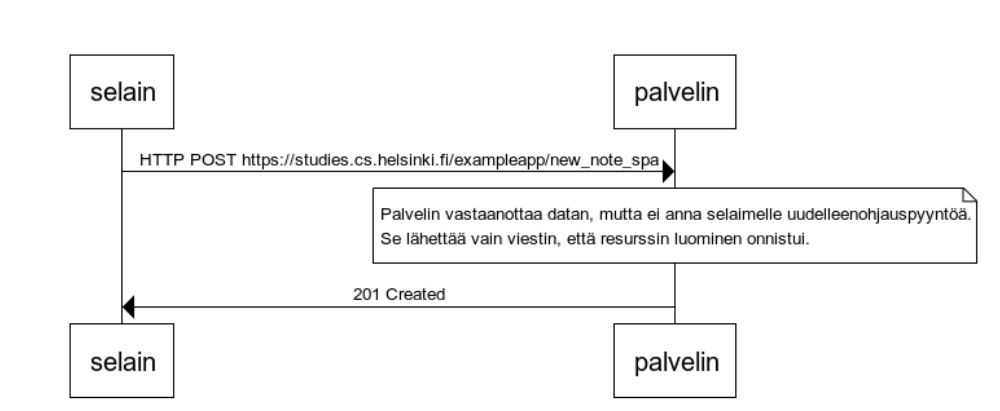 selain
palvelin
HTTP POST https://studies.cs.helsinki.fi/exampleapp/new_note_spa
Palvelin vastaanottaa datan, mutta ei anna selaimelle uudelleenohjauspyyntöä.
Se lähettää vain viestin, että resurssin luominen onnistui.
201 Created
selain
palvelin